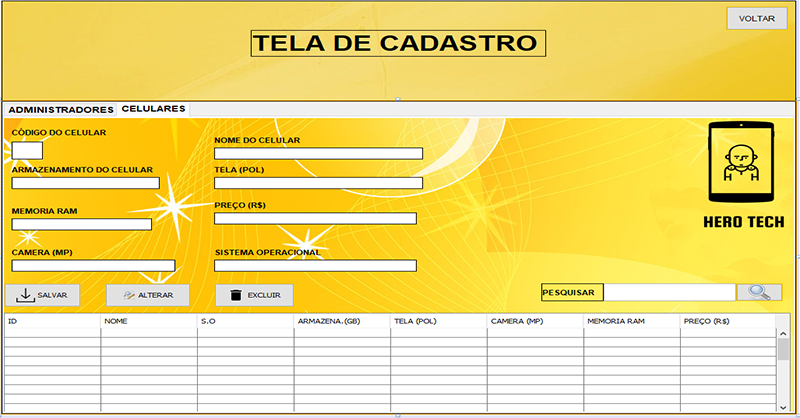 VOLTAR
TELA DE CADASTRO
ADMINISTRADORES CELULARES
CÓDIGO DO CELULAR
NOME DO CELULAR
ARMAZENAMENTO DO CELULAR
TELA (POL)
MEMORIA RAM
PREÇO (R$)
CAMERA (MP)
SISTEMA OPERACIONAL
HERO TECH
SALVAR
ALTERAR
EXCLUIR
PESQUISAR
ID NOME S.O ARMAZENA.(GB) TELA (POL) CAMERA (MP) MEMORIA RAM PREÇO (R$)